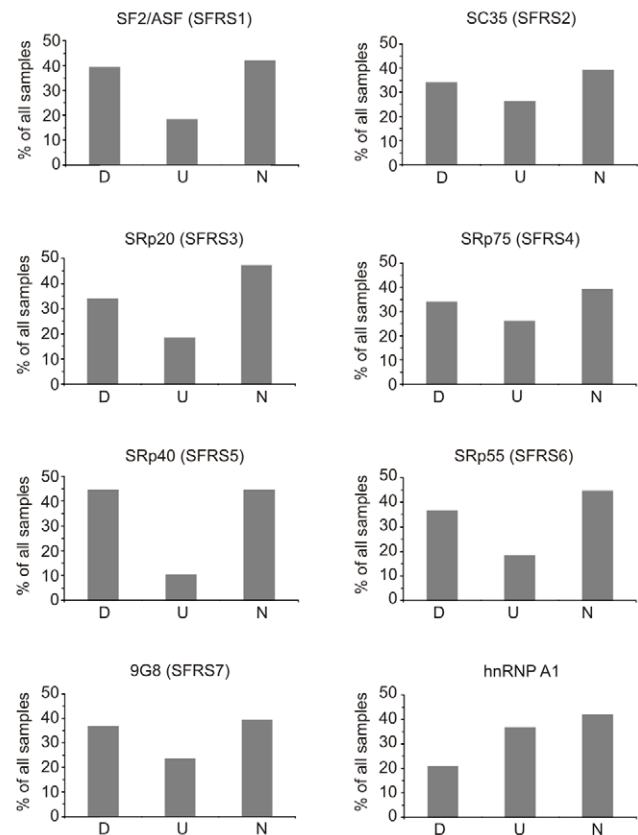 SF2/ASF (SFRS1)
% of all samples
50
40
30
20
10
0
D U N
SC35 (SFRS2)
% of all samples
50
40
30
20
10
0
D U N
SRp20 (SFRS3)
% of all samples
50
40
30
20
10
0
D U N
SRp75 (SFRS4)
% of all samples
50
40
30
20
10
0
D U N
SRp40 (SFRS5)
% of all samples
50
40
30
20
10
0
D U N
SRp55 (SFRS6)
% of all samples
50
40
30
20
10
0
D U N
9G8 (SFRS7)
% of all samples
50
40
30
20
10
0
D U N
hnRNP A1
% of all samples
50
40
30
20
10
0
D U N